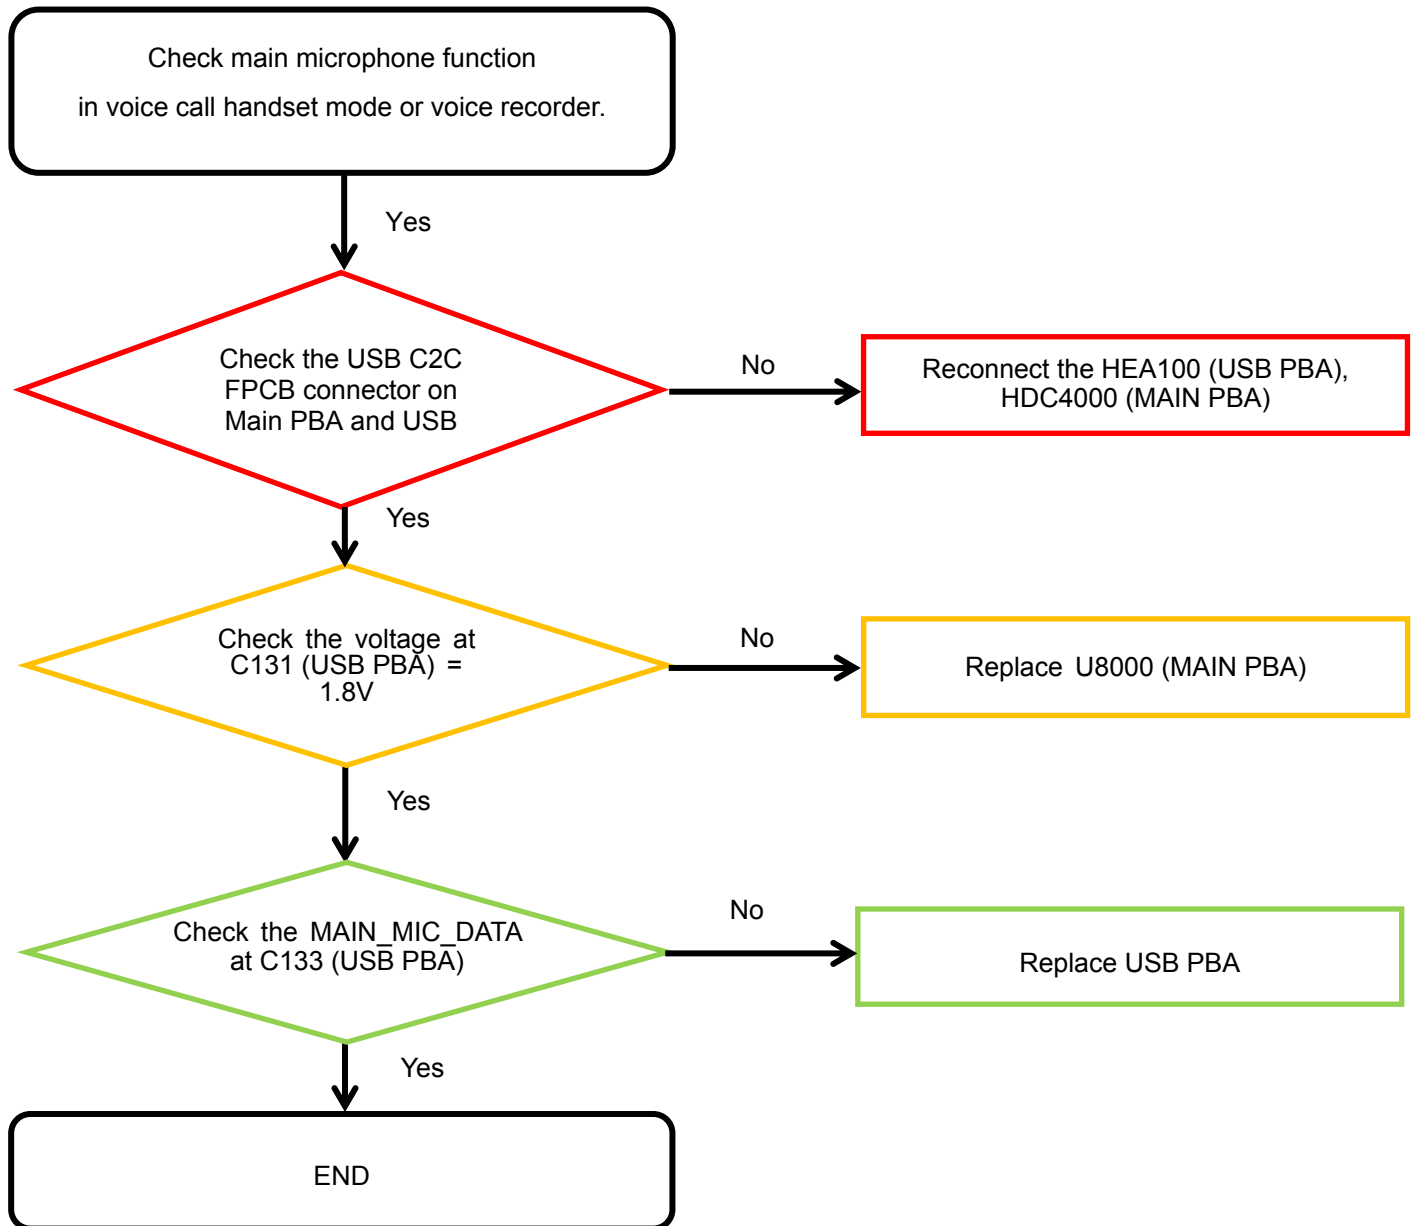 Check main microphone function
in voice call handset mode or voice recorder.
Yes
Check the USB C2C
FPCB connector on
Main PBA and USB
No
Reconnect the HEA100 (USB PBA),
HDC4000 (MAIN PBA)
Yes
Check the voltage at
C131 (USB PBA) =
1.8V
No
Replace U8000 (MAIN PBA)
Yes
Check the MAIN_MIC_DATA
at C133 (USB PBA)
No
Replace USB PBA
Yes
END